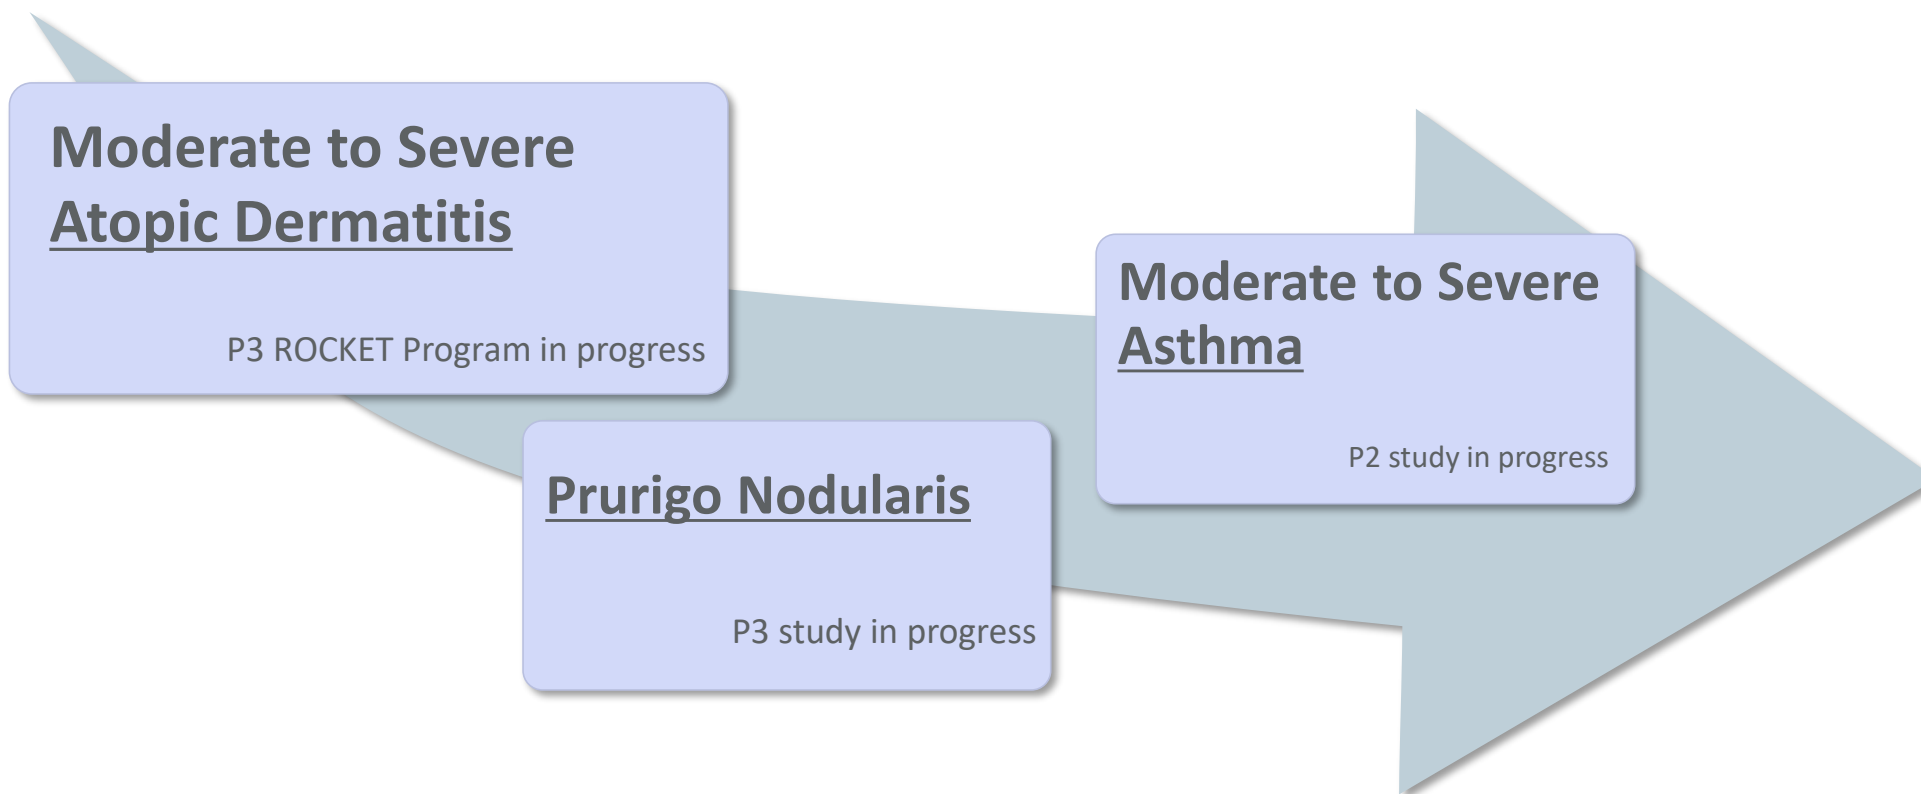 Moderate to Severe
Atopic Dermatitis
P3 ROCKET Program in progress
Prurigo Nodularis
P3 study in progress
Moderate to Severe
Asthma
P2 study in progress